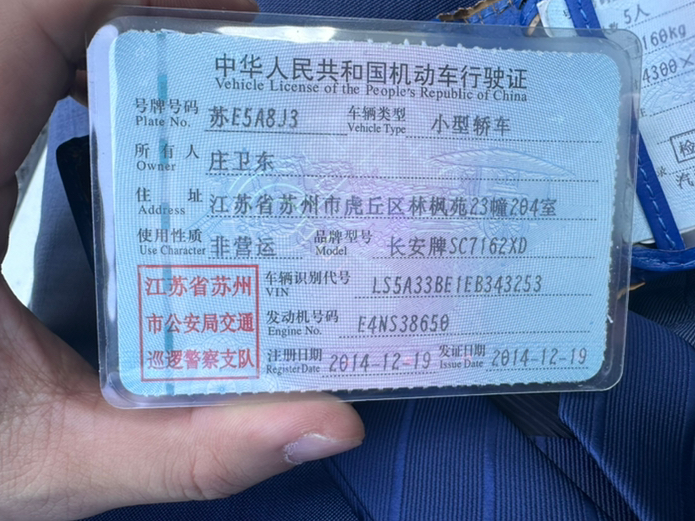 中华人民共和国机动车行驶证
Vehicle License of the People's Republic of China
号牌号码 苏E5A8J3 车辆类型 小型轿车
Plate No. Vehicle Type
所有人 庄卫东
Owner
住址 江苏省苏州市虎丘区林枫苑23幢204室
Address
使用性质 非营运 品牌型号 长安牌SC7162XD
Use Character Model
江苏省苏州
市公安局交通
巡逻警察支队
车辆识别代号 LS5A33BE1EB343253
VIN
发动机号码 E4NS38650
Engine No.
注册日期 2014-12-19 发证日期 2014-12-19
Register Date Issue Date
5人
160kg
4300×
检
汽